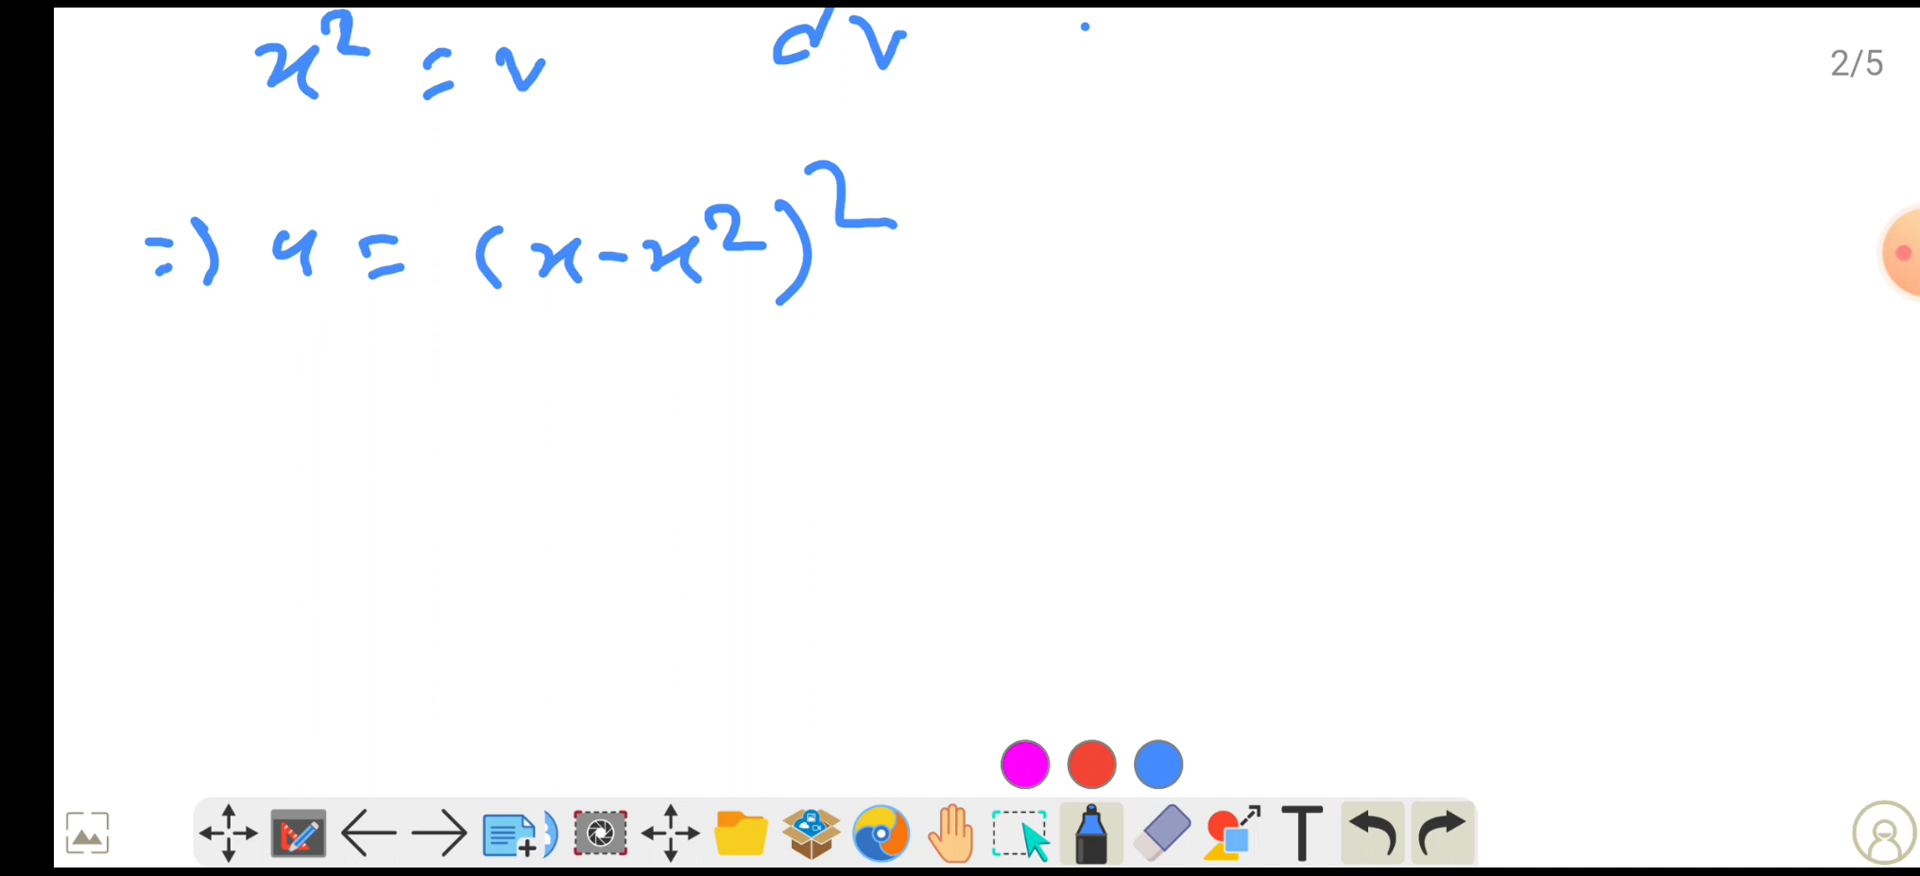 x² = v dv
2/5
=> u = (x-x²)²
T